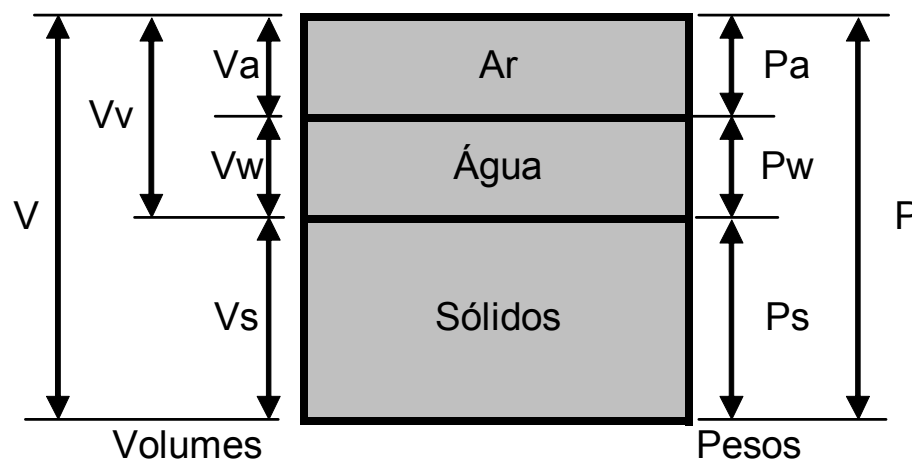 Va
Ar
Pa
Vv
Vw
Água
Pw
V
P
Vs
Sólidos
Ps
Volumes
Pesos